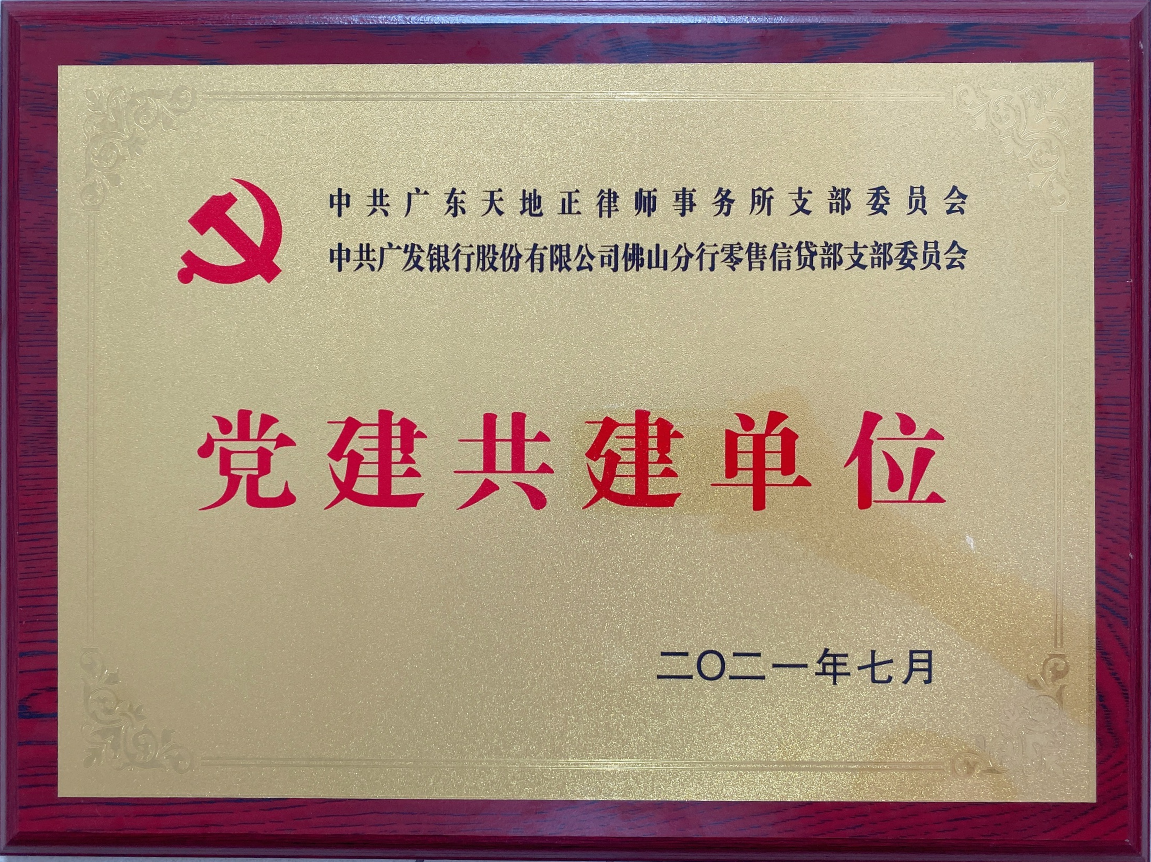 中共广东天地正律师事务所支部委员会
中共广发银行股份有限公司佛山分行零售信贷部支部委员会
党建共建单位
二〇二一年七月